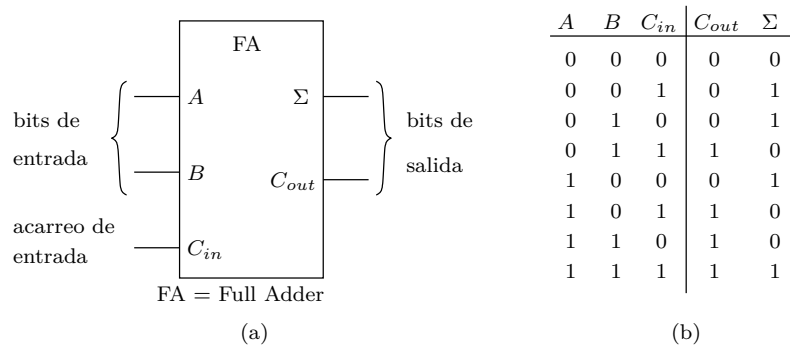 FA
bits de
entrada
A
B
Σ
C_out
bits de
salida
acarreo de
entrada
C_in
FA = Full Adder
(a)
A B C_in C_out Σ
0 0 0 0 0
0 0 1 0 1
0 1 0 0 1
0 1 1 1 0
1 0 0 0 1
1 0 1 1 0
1 1 0 1 0
1 1 1 1 1
(b)